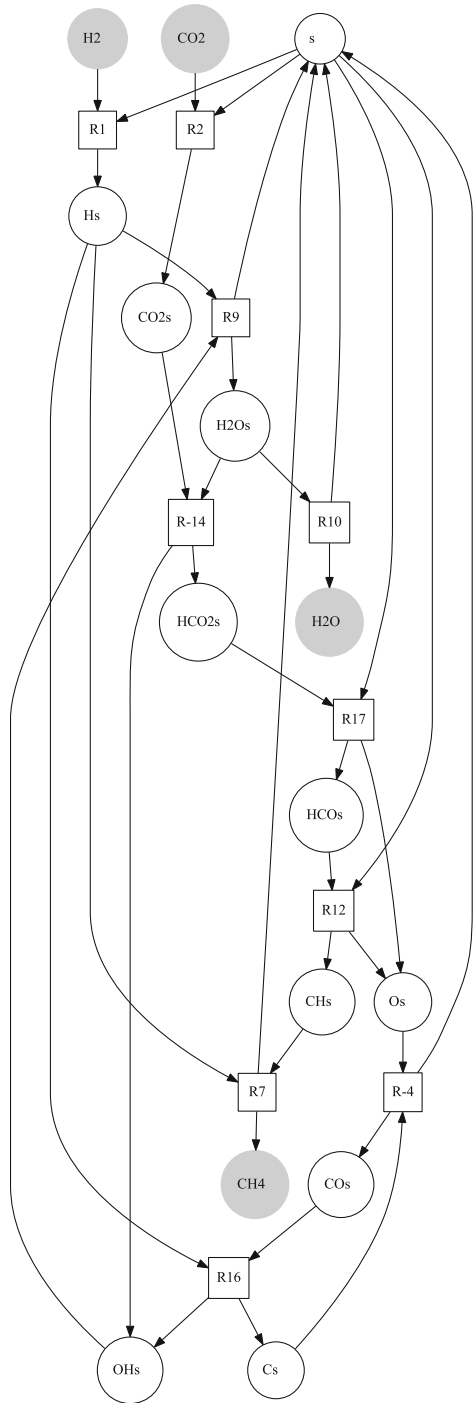 H2
CO2
s
R1
R2
Hs
CO2s
R9
H2Os
R-14
R10
HCO2s
H2O
R17
HCOs
R12
CHs
Os
R7
R-4
CH4
COs
R16
OHs
Cs